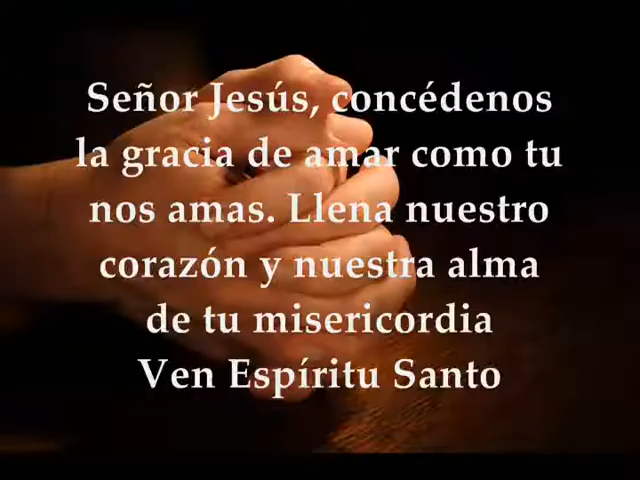 Señor Jesús, concédenos
la gracia de amar como tu
nos amas. Llena nuestro
corazón y nuestra alma
de tu misericordia
Ven Espíritu Santo